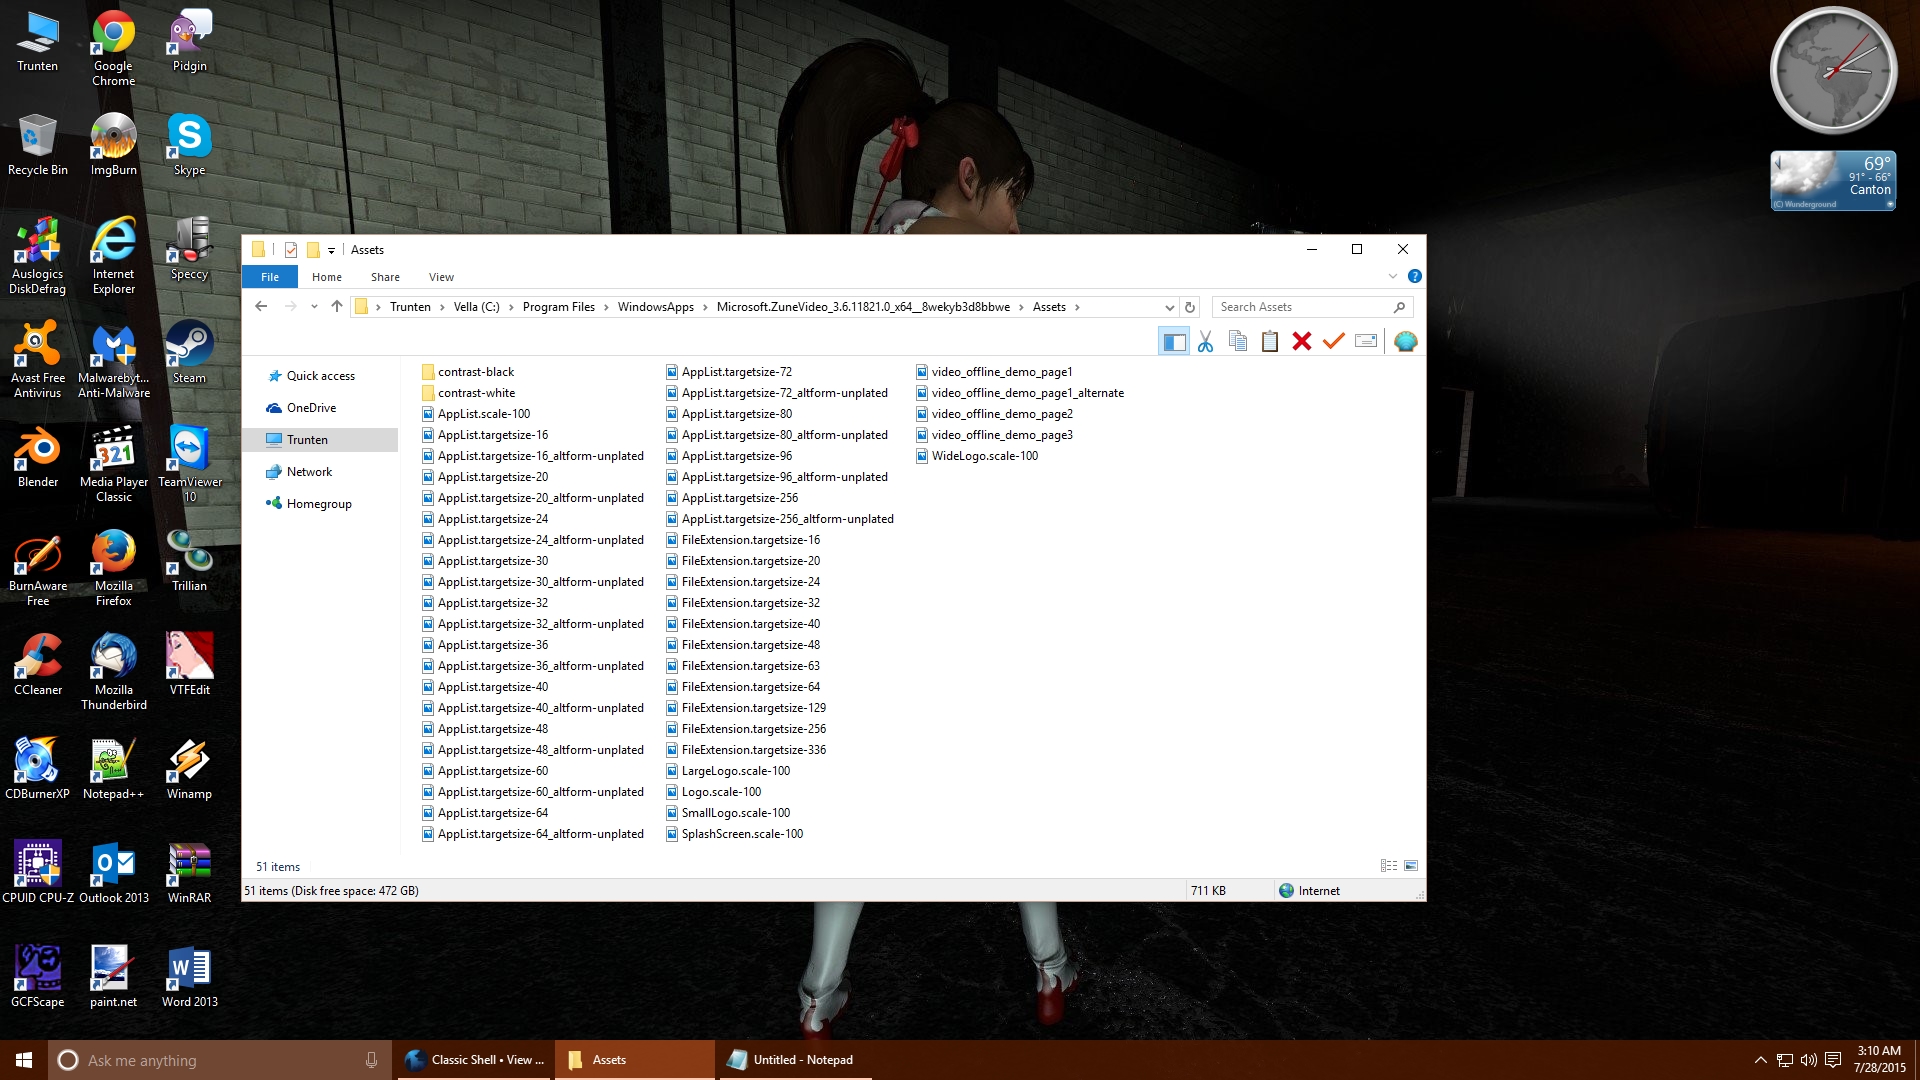 Trunten
Google
Chrome
Pidgin
Recycle Bin
ImgBurn
Skype
Auslogics
DiskDefrag
Internet
Explorer
Speccy
Avast Free
Antivirus
Malwarebyt...
Anti-Malware
Steam
Blender
Media Player
Classic
TeamViewer
10
BurnAware
Free
Mozilla
Firefox
Trillian
CCleaner
Mozilla
Thunderbird
VTFEdit
CDBurnerXP
Notepad++
Winamp
CPUID CPU-Z
Outlook 2013
WinRAR
GCFScape
paint.net
Word 2013
69°
91° - 66°
Canton
(C) Wunderground
Assets
File
Home
Share
View
Trunten
Vella (C:)
Program Files
WindowsApps
Microsoft.ZuneVideo_3.6.11821.0_x64__8wekyb3d8bbwe
Assets
Search Assets
Quick access
OneDrive
Trunten
Network
Homegroup
contrast-black
contrast-white
AppList.scale-100
AppList.targetsize-16
AppList.targetsize-16_altform-unplated
AppList.targetsize-20
AppList.targetsize-20_altform-unplated
AppList.targetsize-24
AppList.targetsize-24_altform-unplated
AppList.targetsize-30
AppList.targetsize-30_altform-unplated
AppList.targetsize-32
AppList.targetsize-32_altform-unplated
AppList.targetsize-36
AppList.targetsize-36_altform-unplated
AppList.targetsize-40
AppList.targetsize-40_altform-unplated
AppList.targetsize-48
AppList.targetsize-48_altform-unplated
AppList.targetsize-60
AppList.targetsize-60_altform-unplated
AppList.targetsize-64
AppList.targetsize-64_altform-unplated
AppList.targetsize-72
AppList.targetsize-72_altform-unplated
AppList.targetsize-80
AppList.targetsize-80_altform-unplated
AppList.targetsize-96
AppList.targetsize-96_altform-unplated
AppList.targetsize-256
AppList.targetsize-256_altform-unplated
FileExtension.targetsize-16
FileExtension.targetsize-20
FileExtension.targetsize-24
FileExtension.targetsize-32
FileExtension.targetsize-40
FileExtension.targetsize-48
FileExtension.targetsize-63
FileExtension.targetsize-64
FileExtension.targetsize-129
FileExtension.targetsize-256
FileExtension.targetsize-336
LargeLogo.scale-100
Logo.scale-100
SmallLogo.scale-100
SplashScreen.scale-100
video_offline_demo_page1
video_offline_demo_page1_alternate
video_offline_demo_page2
video_offline_demo_page3
WideLogo.scale-100
51 items
51 items (Disk free space: 472 GB)
711 KB
Internet
Ask me anything
Classic Shell • View ...
Assets
Untitled - Notepad
3:10 AM
7/28/2015